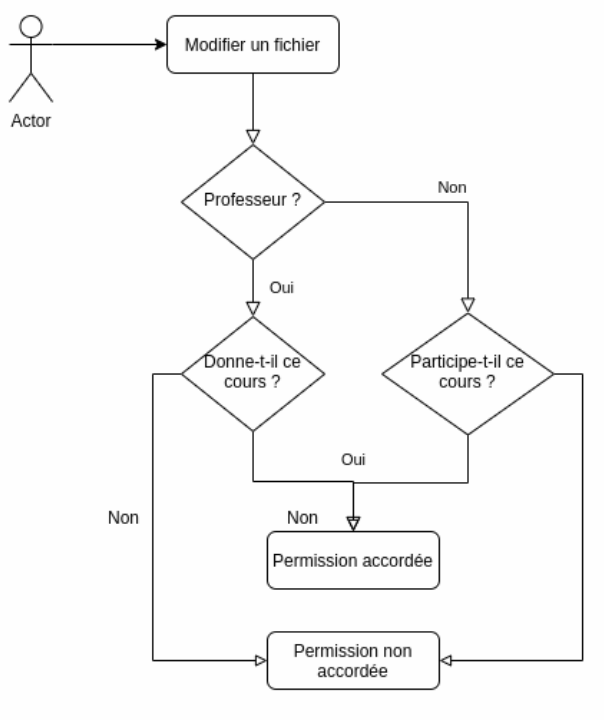 Modifier un fichier
Actor
Professeur ?
Non
Oui
Donne-t-il ce
cours ?
Participe-t-il ce
cours ?
Oui
Non
Non
Permission accordée
Permission non
accordée